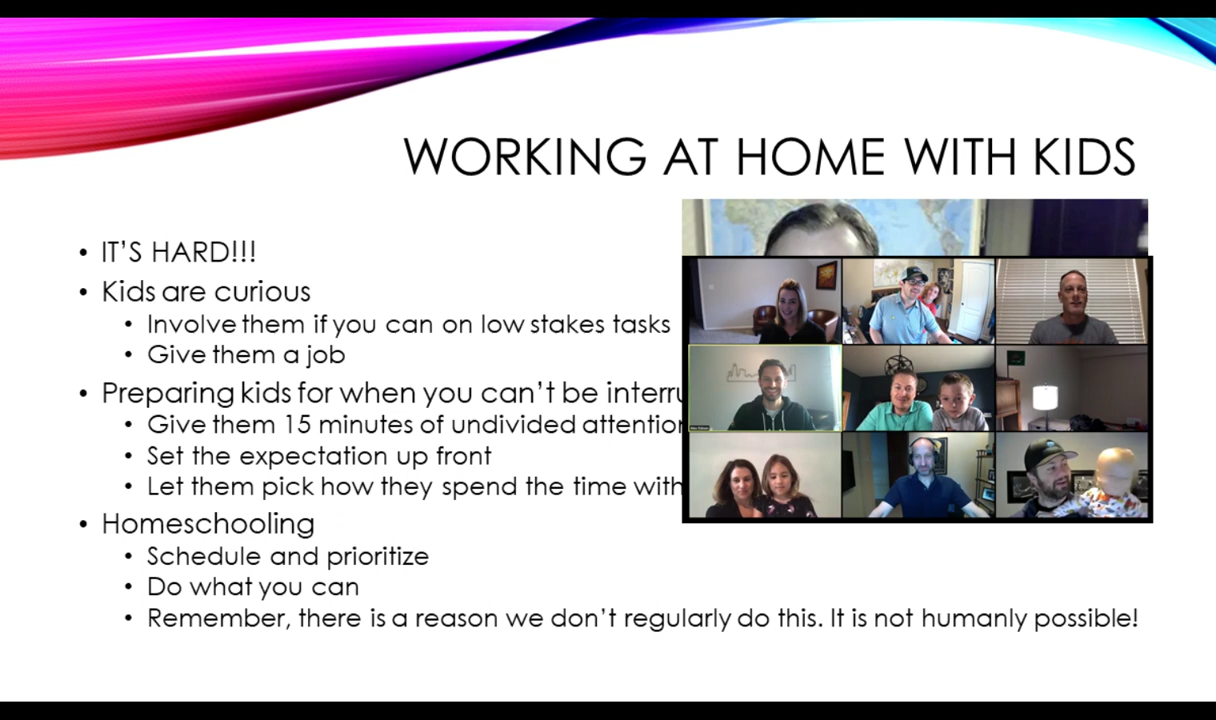 WORKING AT HOME WITH KIDS
• IT’S HARD!!!
• Kids are curious
• Involve them if you can on low stakes tasks
• Give them a job
• Preparing kids for when you can’t be
• Give them 15 minutes of undivided
• Set the expectation up front
• Let them pick how they spend the time with
• Homeschooling
• Schedule and prioritize
• Do what you can
• Remember, there is a reason we don’t regularly do this. It is not humanly possible!